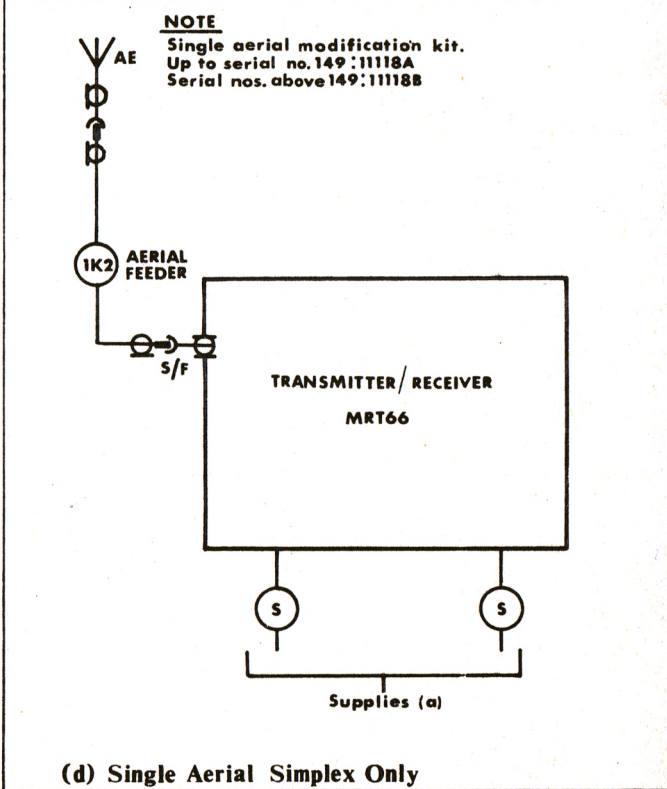 NOTE
Single aerial modification kit.
Up to serial no. 149 : 11118A
Serial nos. above 149 : 11118B
AE
1K2
AERIAL
FEEDER
S/F
TRANSMITTER/RECEIVER
MRT66
S
S
Supplies (a)
(d) Single Aerial Simplex Only